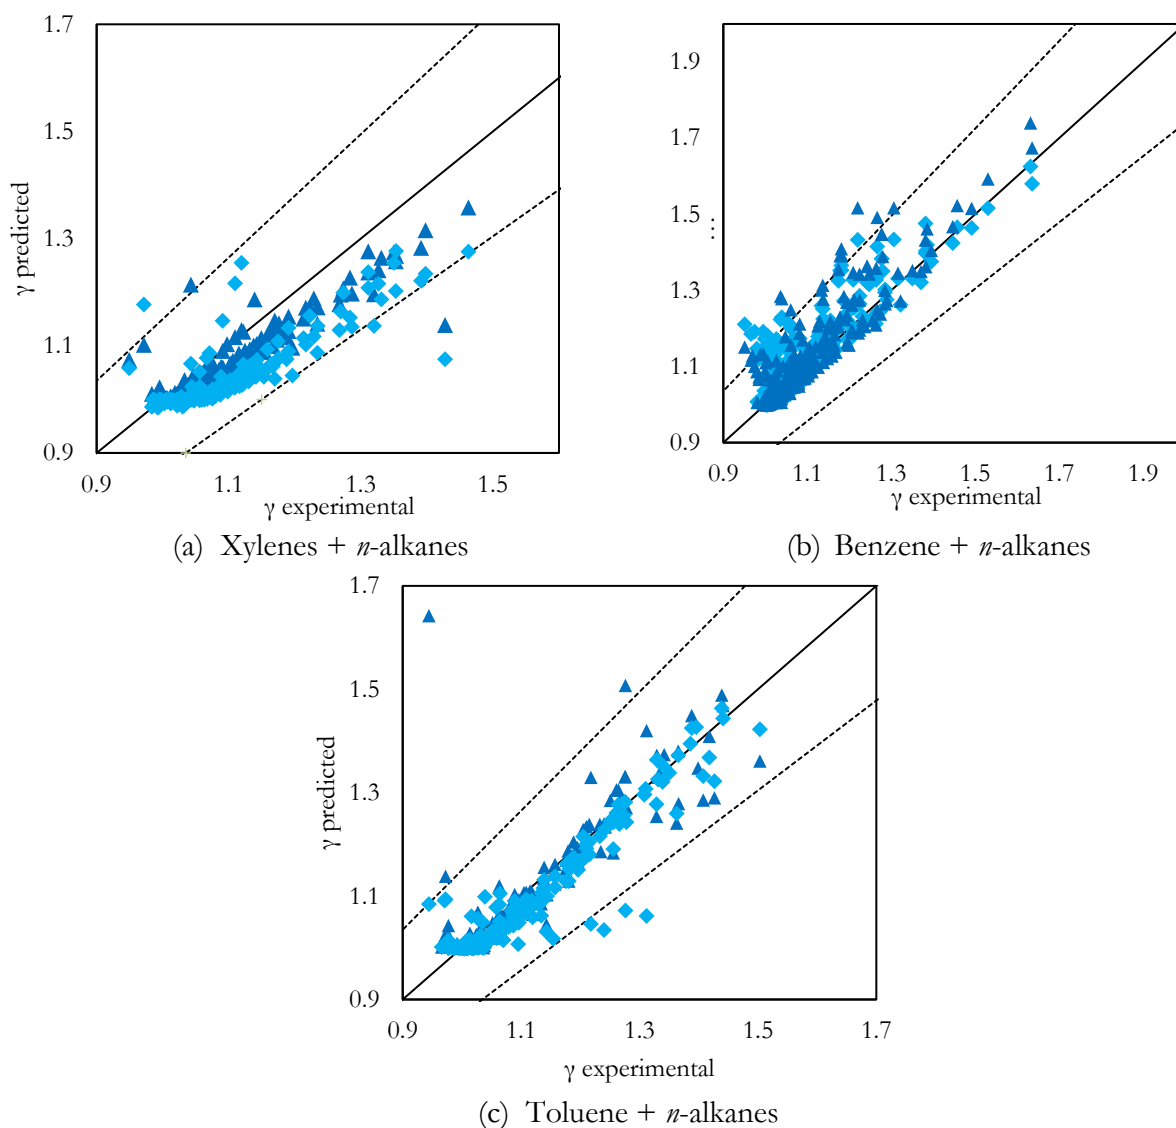 1.7
1.5
1.3
1.1
0.9
γ predicted
0.9 1.1 1.3 1.5
γ experimental
(a) Xylenes + n-alkanes
1.9
1.7
1.5
1.3
1.1
0.9
...
0.9 1.1 1.3 1.5 1.7 1.9
γ experimental
(b) Benzene + n-alkanes
1.7
1.5
1.3
1.1
0.9
γ predicted
0.9 1.1 1.3 1.5 1.7
γ experimental
(c) Toluene + n-alkanes